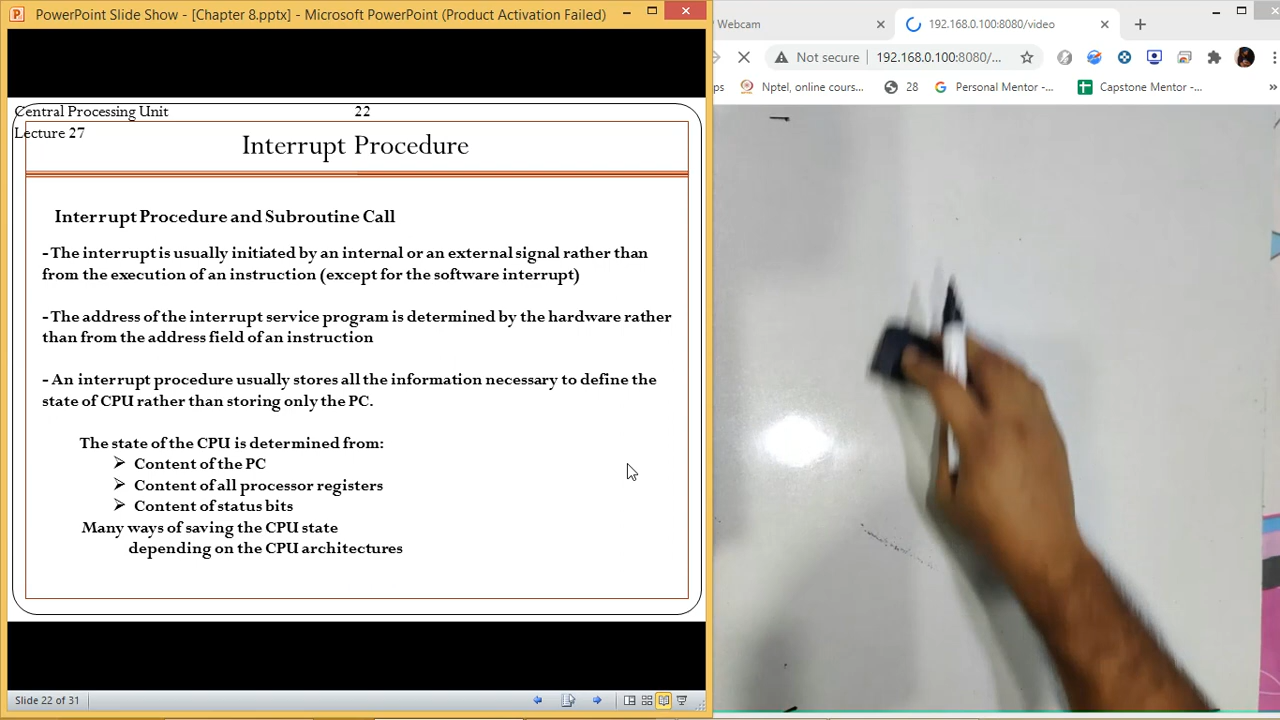 PowerPoint Slide Show - [Chapter 8.pptx] - Microsoft PowerPoint (Product Activation Failed)
Webcam
192.168.0.100:8080/video
Not secure
192.168.0.100:8080/...
ps
Nptel, online cours...
28
Personal Mentor -...
Capstone Mentor -...
»
Central Processing Unit
22
Lecture 27
Interrupt Procedure
Interrupt Procedure and Subroutine Call
- The interrupt is usually initiated by an internal or an external signal rather than
from the execution of an instruction (except for the software interrupt)
- The address of the interrupt service program is determined by the hardware rather
than from the address field of an instruction
- An interrupt procedure usually stores all the information necessary to define the
state of CPU rather than storing only the PC.
The state of the CPU is determined from:
Content of the PC
Content of all processor registers
Content of status bits
Many ways of saving the CPU state
depending on the CPU architectures
Slide 22 of 31